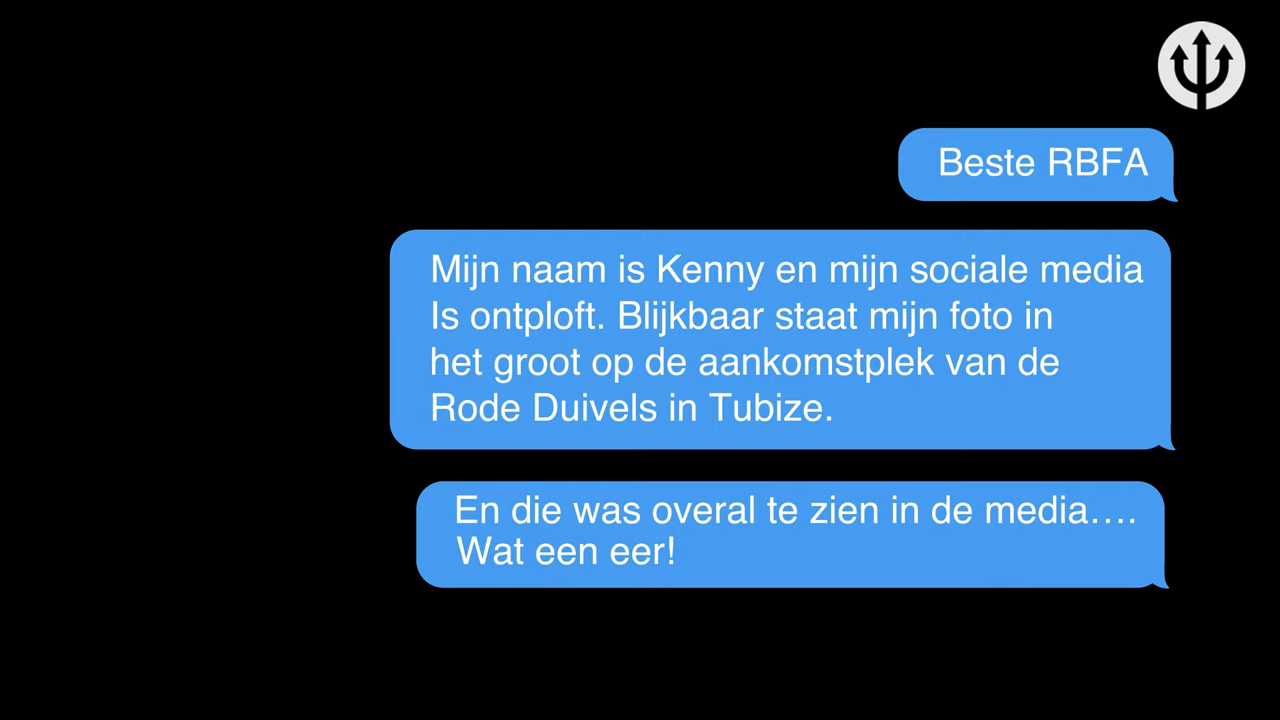 Beste RBFA
Mijn naam is Kenny en mijn sociale media
Is ontploft. Blijkbaar staat mijn foto in
het groot op de aankomstplek van de
Rode Duivels in Tubize.
En die was overal te zien in de media....
Wat een eer!